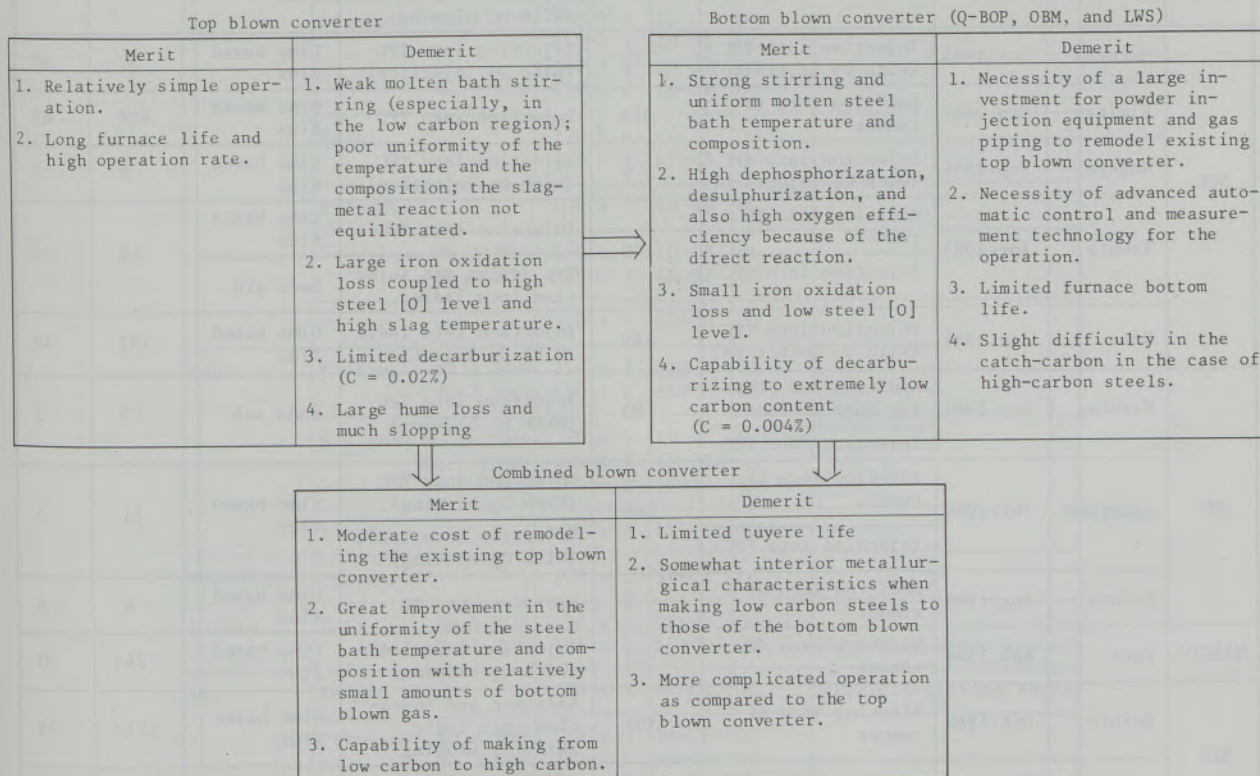 Top blown converter
Merit
1. Relatively simple oper-
ation.
2. Long furnace life and
high operation rate.
Demerit
1. Weak molten bath stir-
ring (especially, in
the low carbon region);
poor uniformity of the
temperature and the
composition; the slag-
metal reaction not
equilibrated.
2. Large iron oxidation
loss coupled to high
steel [O] level and
high slag temperature.
3. Limited decarburization
(C = 0.02%)
4. Large hume loss and
much slopping
Bottom blown converter (Q-BOP, OBM, and LWS)
Merit
1. Strong stirring and
uniform molten steel
bath temperature and
composition.
2. High dephosphorization,
desulphurization, and
also high oxygen effi-
ciency because of the
direct reaction.
3. Small iron oxidation
loss and low steel [O]
level.
4. Capability of decarbu-
rizing to extremely low
carbon content
(C = 0.004%)
Demerit
1. Necessity of a large in-
vestment for powder in-
jection equipment and gas
piping to remodel existing
top blown converter.
2. Necessity of advanced auto-
matic control and measure-
ment technology for the
operation.
3. Limited furnace bottom
life.
4. Slight difficulty in the
catch-carbon in the case of
high-carbon steels.
Combined blown converter
Merit
1. Moderate cost of remodel-
ing the existing top blown
converter.
2. Great improvement in the
uniformity of the steel
bath temperature and com-
position with relatively
small amounts of bottom
blown gas.
3. Capability of making from
low carbon to high carbon.
Demerit
1. Limited tuyere life
2. Somewhat interior metallur-
gical characteristics when
making low carbon steels to
those of the bottom blown
converter.
3. More complicated operation
as compared to the top
blown converter.